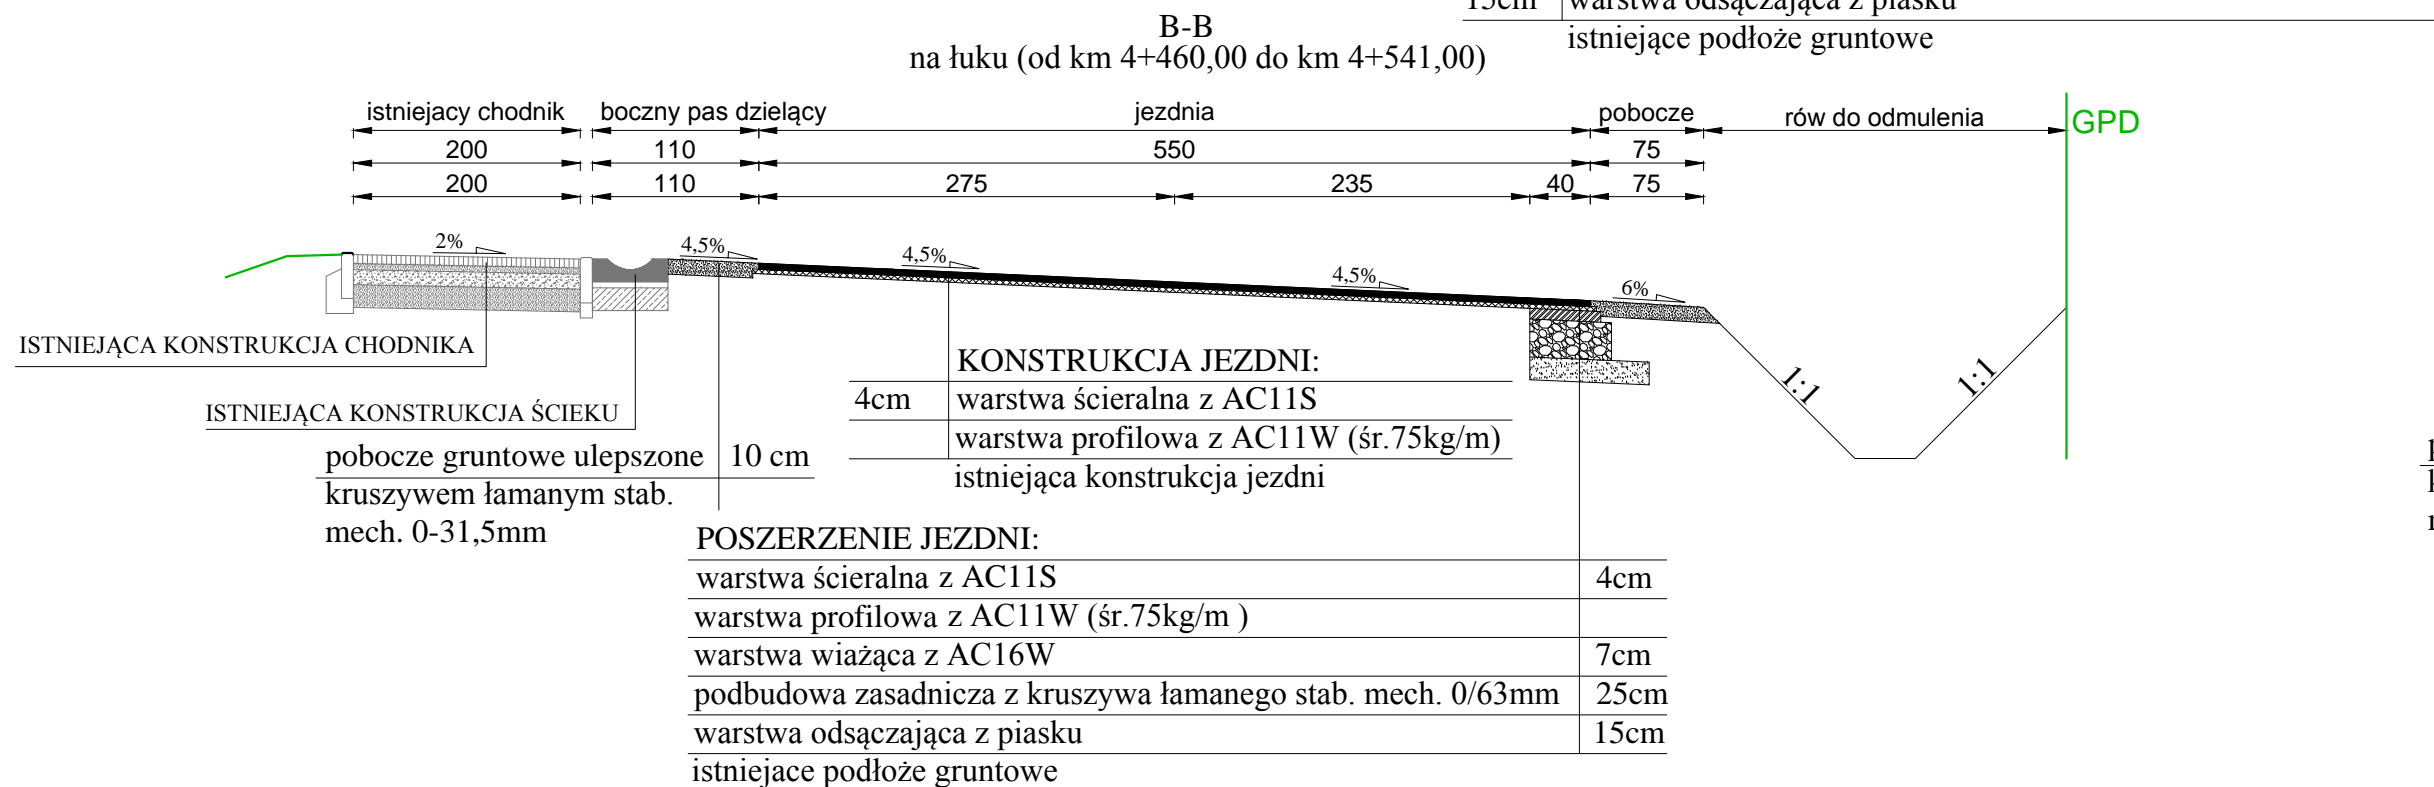 15cm warstwa odsączająca z piasku
istniejące podłoże gruntowe
B-B
na łuku (od km 4+460,00 do km 4+541,00)
istniejacy chodnik boczny pas dzielący jezdnia pobocze rów do odmulenia GPD
200 110 550 75
200 110 275 235 40 75
2% 4,5% 4,5% 4,5% 6%
1:1 1:1
ISTNIEJĄCA KONSTRUKCJA CHODNIKA
ISTNIEJĄCA KONSTRUKCJA ŚCIEKU
pobocze gruntowe ulepszone 10 cm
kruszywem łamanym stab.
mech. 0-31,5mm
KONSTRUKCJA JEZDNI:
4cm warstwa ścieralna z AC11S
warstwa profilowa z AC11W (śr.75kg/m)
istniejąca konstrukcja jezdni
POSZERZENIE JEZDNI:
warstwa ścieralna z AC11S 4cm
warstwa profilowa z AC11W (śr.75kg/m )
warstwa wiażąca z AC16W 7cm
podbudowa zasadnicza z kruszywa łamanego stab. mech. 0/63mm 25cm
warstwa odsączająca z piasku 15cm
istniejace podłoże gruntowe